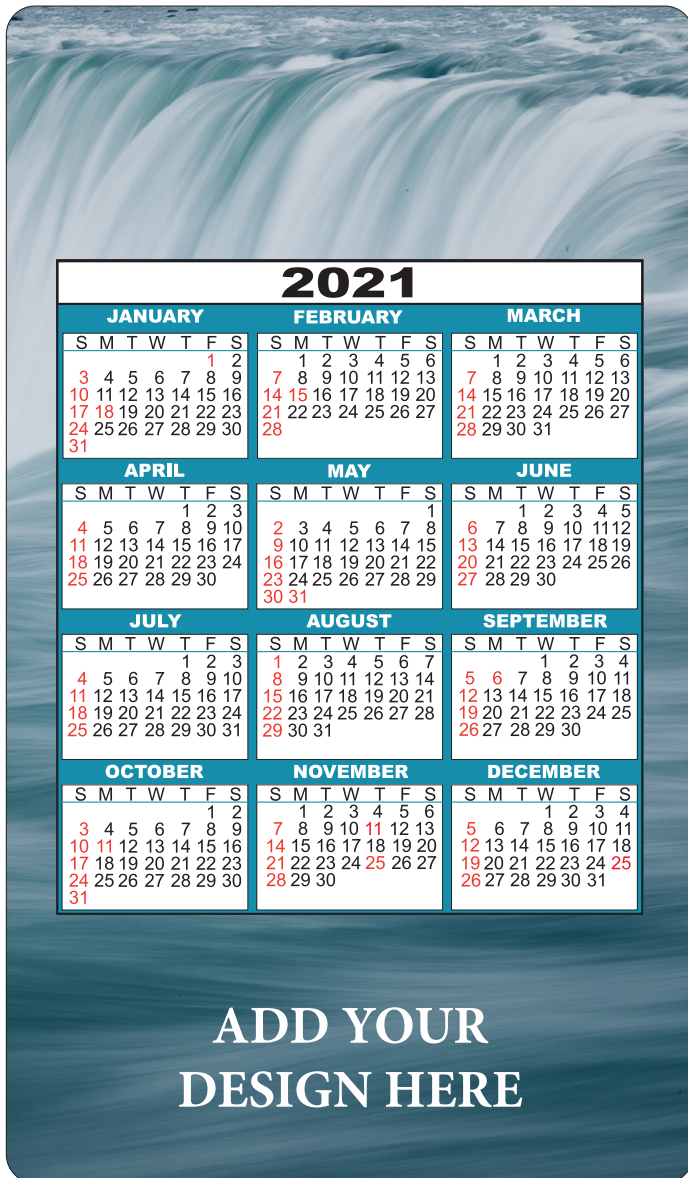 2021
JANUARY FEBRUARY MARCH
S M T W T F S S M T W T F S S M T W T F S
1 2 1 2 3 4 5 6 1 2 3 4 5 6
3 4 5 6 7 8 9 7 8 9 10 11 12 13 7 8 9 10 11 12 13
10 11 12 13 14 15 16 14 15 16 17 18 19 20 14 15 16 17 18 19 20
17 18 19 20 21 22 23 21 22 23 24 25 26 27 21 22 23 24 25 26 27
24 25 26 27 28 29 30 28 28 29 30 31
31
APRIL MAY JUNE
S M T W T F S S M T W T F S S M T W T F S
1 2 3 1 1 2 3 4 5
4 5 6 7 8 9 10 2 3 4 5 6 7 8 6 7 8 9 10 11 12
11 12 13 14 15 16 17 9 10 11 12 13 14 15 13 14 15 16 17 18 19
18 19 20 21 22 23 24 16 17 18 19 20 21 22 20 21 22 23 24 25 26
25 26 27 28 29 30 23 24 25 26 27 28 29 27 28 29 30
30 31
JULY AUGUST SEPTEMBER
S M T W T F S S M T W T F S S M T W T F S
1 2 3 1 2 3 4 5 6 7 1 2 3 4
4 5 6 7 8 9 10 8 9 10 11 12 13 14 5 6 7 8 9 10 11
11 12 13 14 15 16 17 15 16 17 18 19 20 21 12 13 14 15 16 17 18
18 19 20 21 22 23 24 22 23 24 25 26 27 28 19 20 21 22 23 24 25
25 26 27 28 29 30 31 29 30 31 26 27 28 29 30
OCTOBER NOVEMBER DECEMBER
S M T W T F S S M T W T F S S M T W T F S
1 2 1 2 3 4 5 6 1 2 3 4
3 4 5 6 7 8 9 7 8 9 10 11 12 13 5 6 7 8 9 10 11
10 11 12 13 14 15 16 14 15 16 17 18 19 20 12 13 14 15 16 17 18
17 18 19 20 21 22 23 21 22 23 24 25 26 27 19 20 21 22 23 24 25
24 25 26 27 28 29 30 28 29 30 26 27 28 29 30 31
31
ADD YOUR
DESIGN HERE